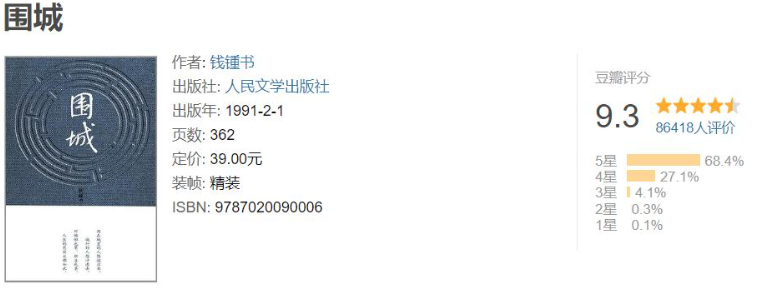 围城
作者: 钱锺书
出版社: 人民文学出版社
出版年: 1991-2-1
页数: 362
定价: 39.00元
装帧: 精装
ISBN: 9787020090006
围城
豆瓣评分
9.3
86418人评价
5星 68.4%
4星 27.1%
3星 4.1%
2星 0.3%
1星 0.1%